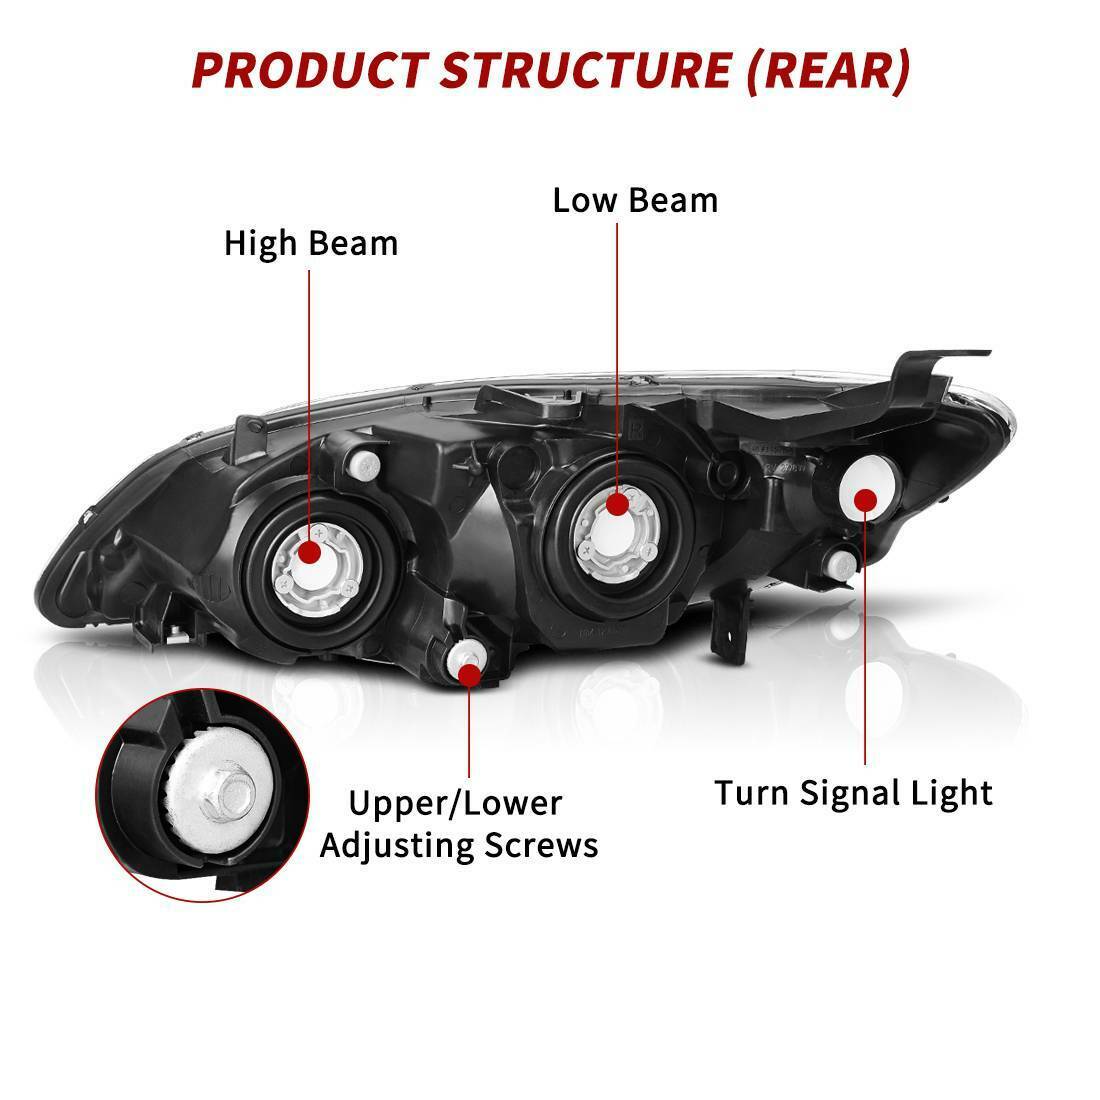 PRODUCT STRUCTURE (REAR)
Low Beam
High Beam
R
Turn Signal Light
Upper/Lower
Adjusting Screws